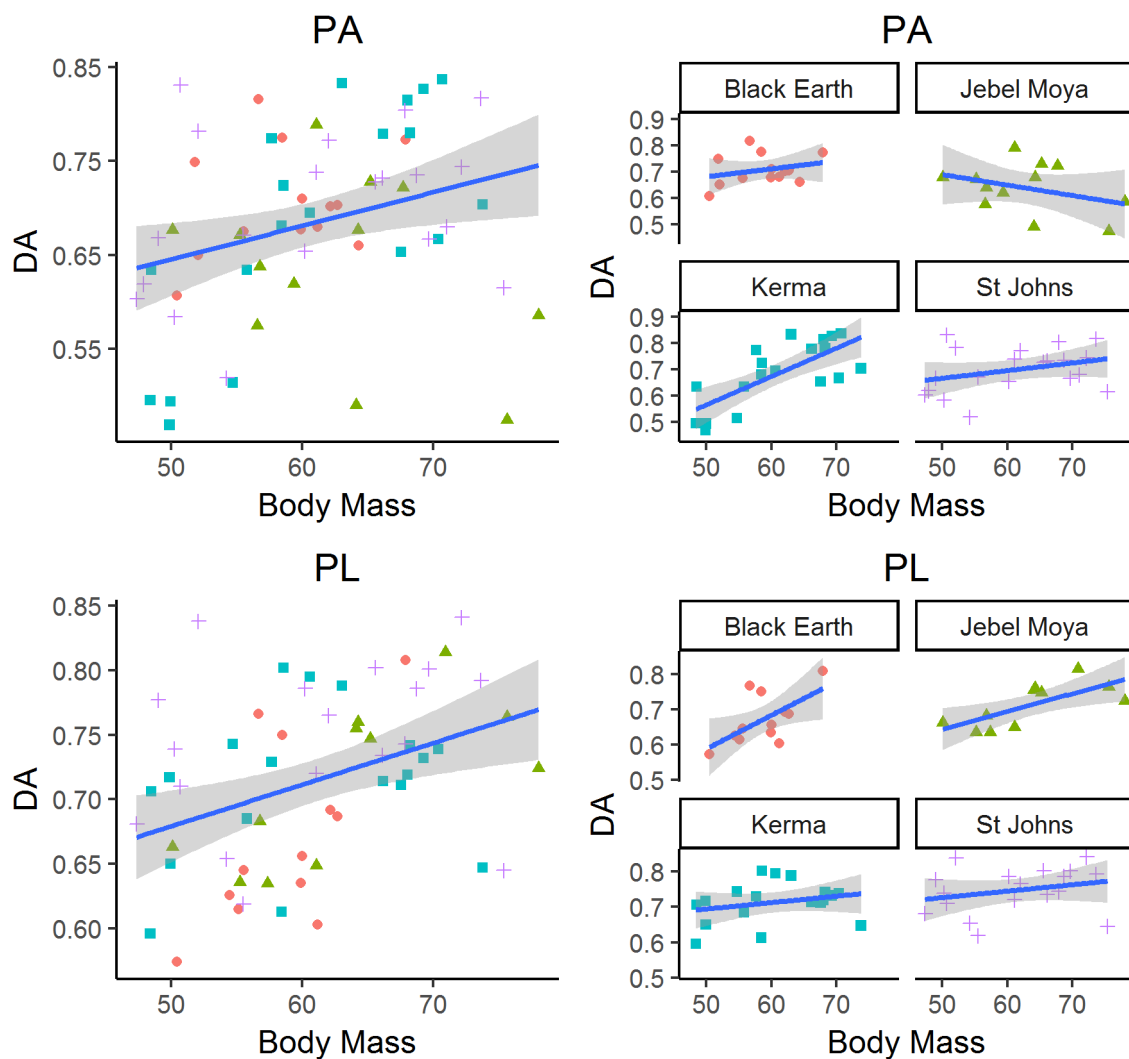 PA
0.85
0.75
DA
0.65
0.55
50 60 70
Body Mass
PA
Black Earth Jebel Moya
0.9
0.8
0.7
0.6
0.5
DA
Kerma St Johns
0.9
0.8
0.7
0.6
0.5
50 60 70 50 60 70
Body Mass
PL
0.85
0.80
0.75
DA
0.70
0.65
0.60
50 60 70
Body Mass
PL
Black Earth Jebel Moya
0.8
0.7
0.6
0.5
DA
Kerma St Johns
0.8
0.7
0.6
0.5
50 60 70 50 60 70
Body Mass